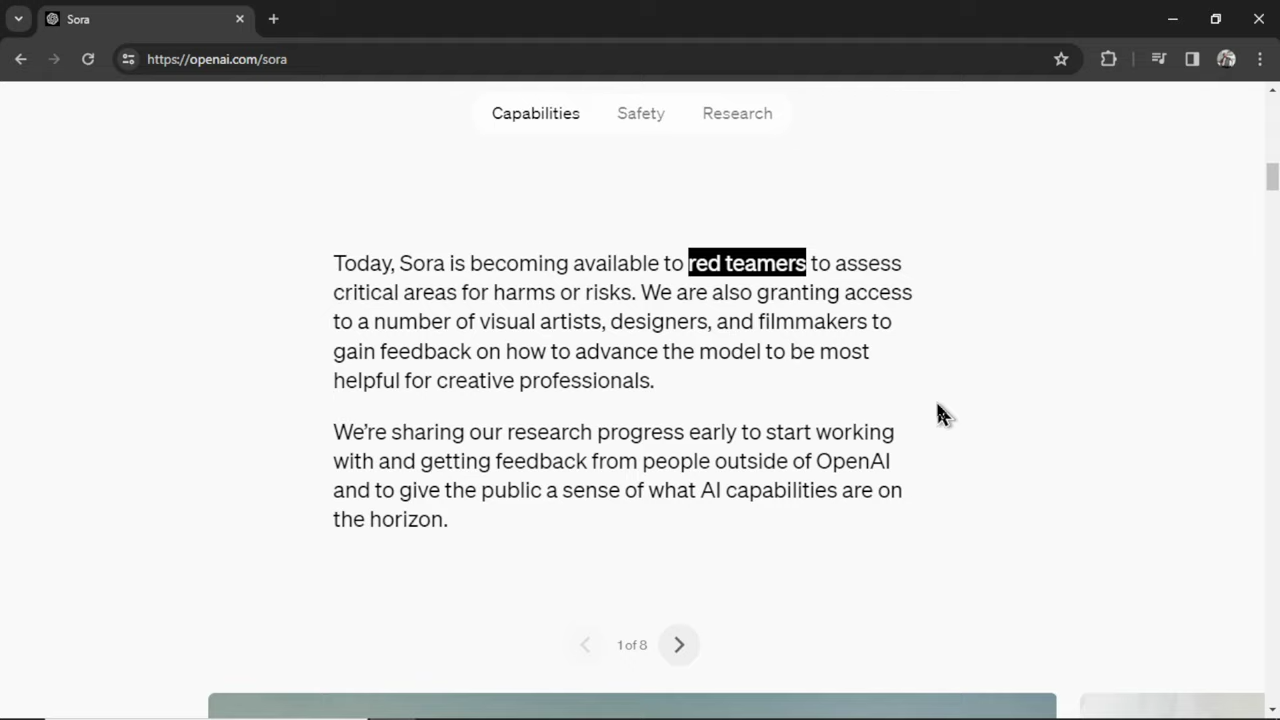 Sora
https://openai.com/sora
Capabilities Safety Research
Today, Sora is becoming available to red teamers to assess
critical areas for harms or risks. We are also granting access
to a number of visual artists, designers, and filmmakers to
gain feedback on how to advance the model to be most
helpful for creative professionals.
We’re sharing our research progress early to start working
with and getting feedback from people outside of OpenAI
and to give the public a sense of what AI capabilities are on
the horizon.
1 of 8